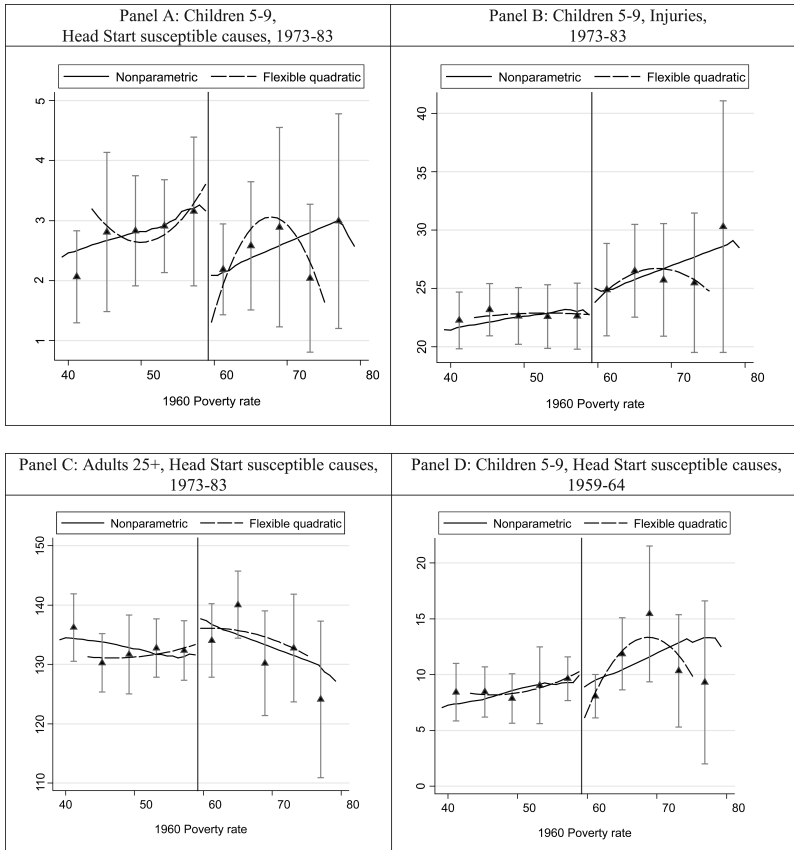 Panel A: Children 5-9,
Head Start susceptible causes, 1973-83
Nonparametric Flexible quadratic
5
4
3
2
1
40 50 60 70 80
1960 Poverty rate
Panel B: Children 5-9, Injuries,
1973-83
Nonparametric Flexible quadratic
40
35
30
25
20
40 50 60 70 80
1960 Poverty rate
Panel C: Adults 25+, Head Start susceptible causes,
1973-83
Nonparametric Flexible quadratic
150
140
130
120
110
40 50 60 70 80
1960 Poverty rate
Panel D: Children 5-9, Head Start susceptible causes,
1959-64
Nonparametric Flexible quadratic
20
15
10
5
0
40 50 60 70 80
1960 Poverty rate